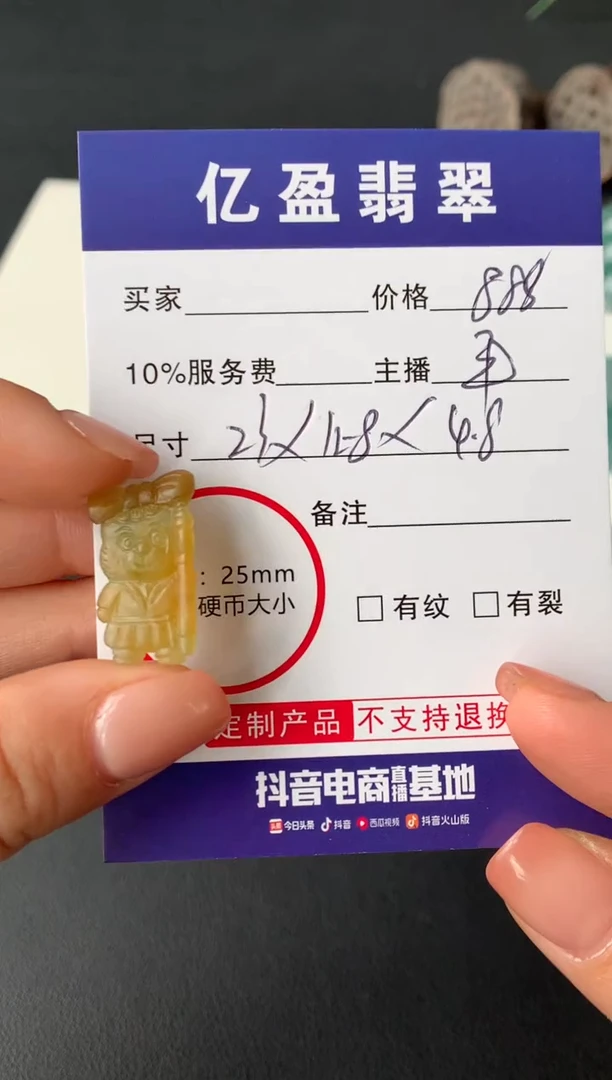 亿盈翡翠
买家 价格 888
10%服务费 主播
尺寸 × 12.8 × 4.8
备注
: 25mm
硬币大小 □有纹 □有裂
定制产品 不支持退换
抖音电商直播基地
头条 今日头条 抖音 西瓜视频 抖音火山版